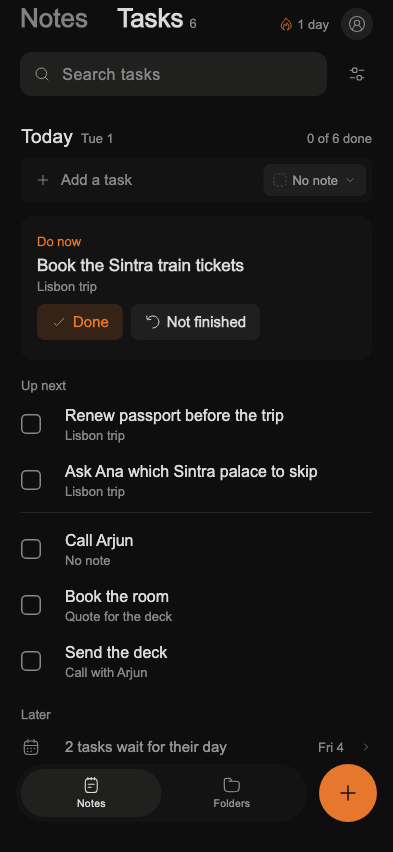 Notes Tasks 6 1 day
Search tasks
Today Tue 1 0 of 6 done
Add a task No note
Do now
Book the Sintra train tickets
Lisbon trip
Done Not finished
Up next
Renew passport before the trip
Lisbon trip
Ask Ana which Sintra palace to skip
Lisbon trip
Call Arjun
No note
Book the room
Quote for the deck
Send the deck
Call with Arjun
Later
2 tasks wait for their day Fri 4
Notes Folders